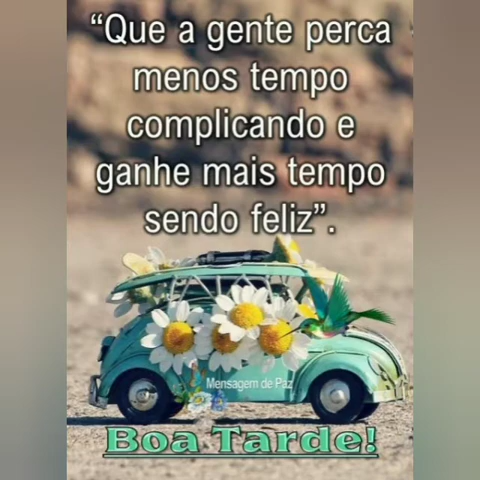 “Que a gente perca
menos tempo
complicando e
ganhe mais tempo
sendo feliz”.
Mensagem de Paz
Boa Tarde!